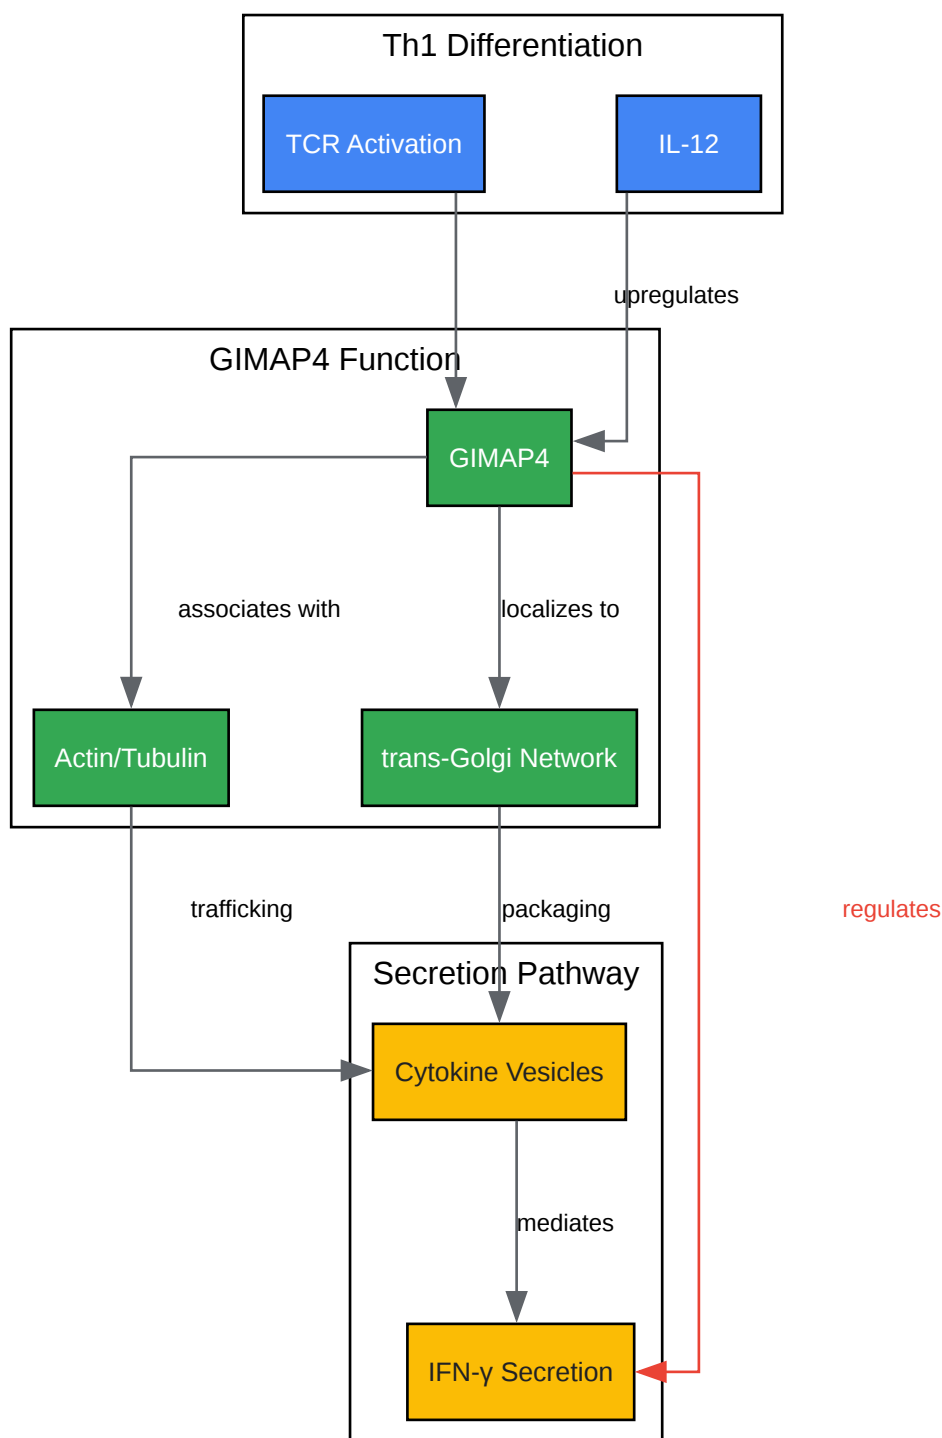 Th1 Differentiation
TCR Activation
IL-12
upregulates
GIMAP4 Function
GIMAP4
associates with
localizes to
Actin/Tubulin
trans-Golgi Network
trafficking
packaging
regulates
Secretion Pathway
Cytokine Vesicles
mediates
IFN-γ Secretion